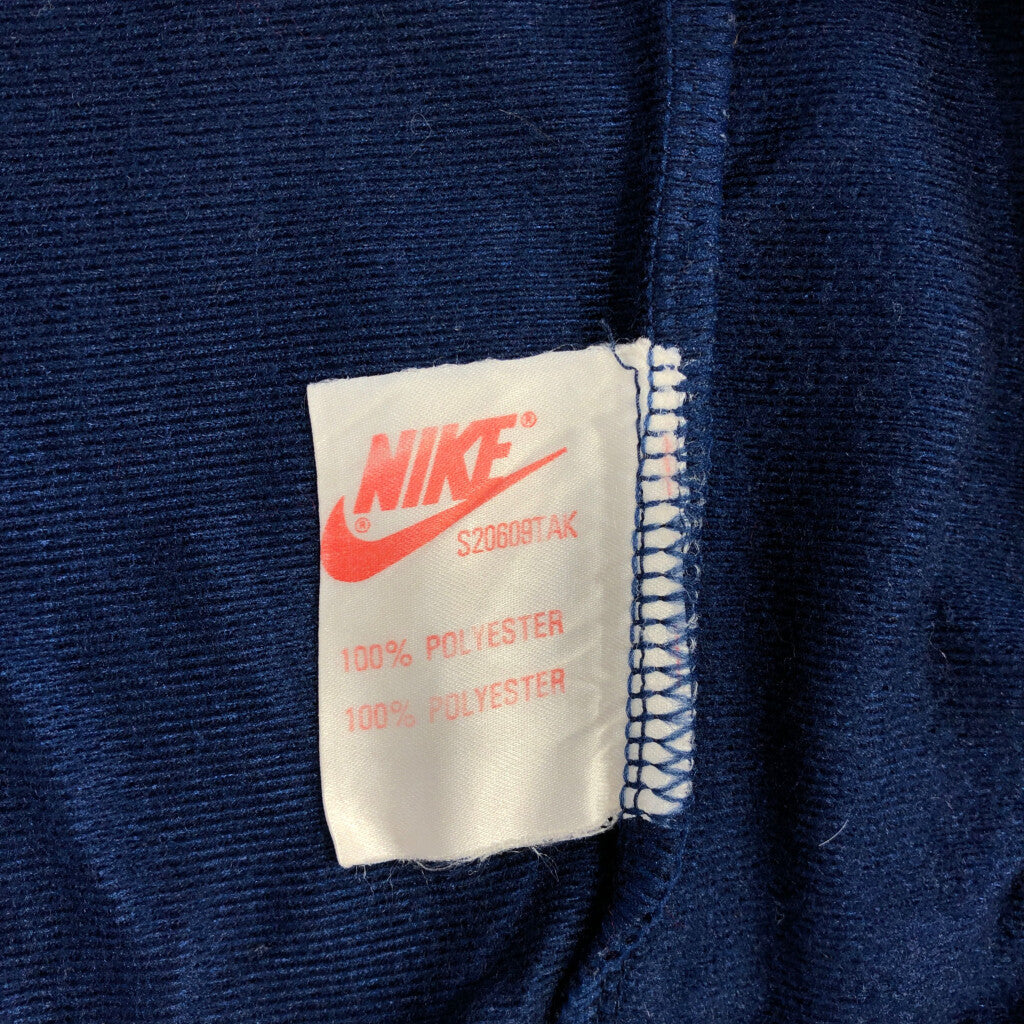 NIKE®
®
S20609TAK
100% POLYESTER
100% POLYESTER